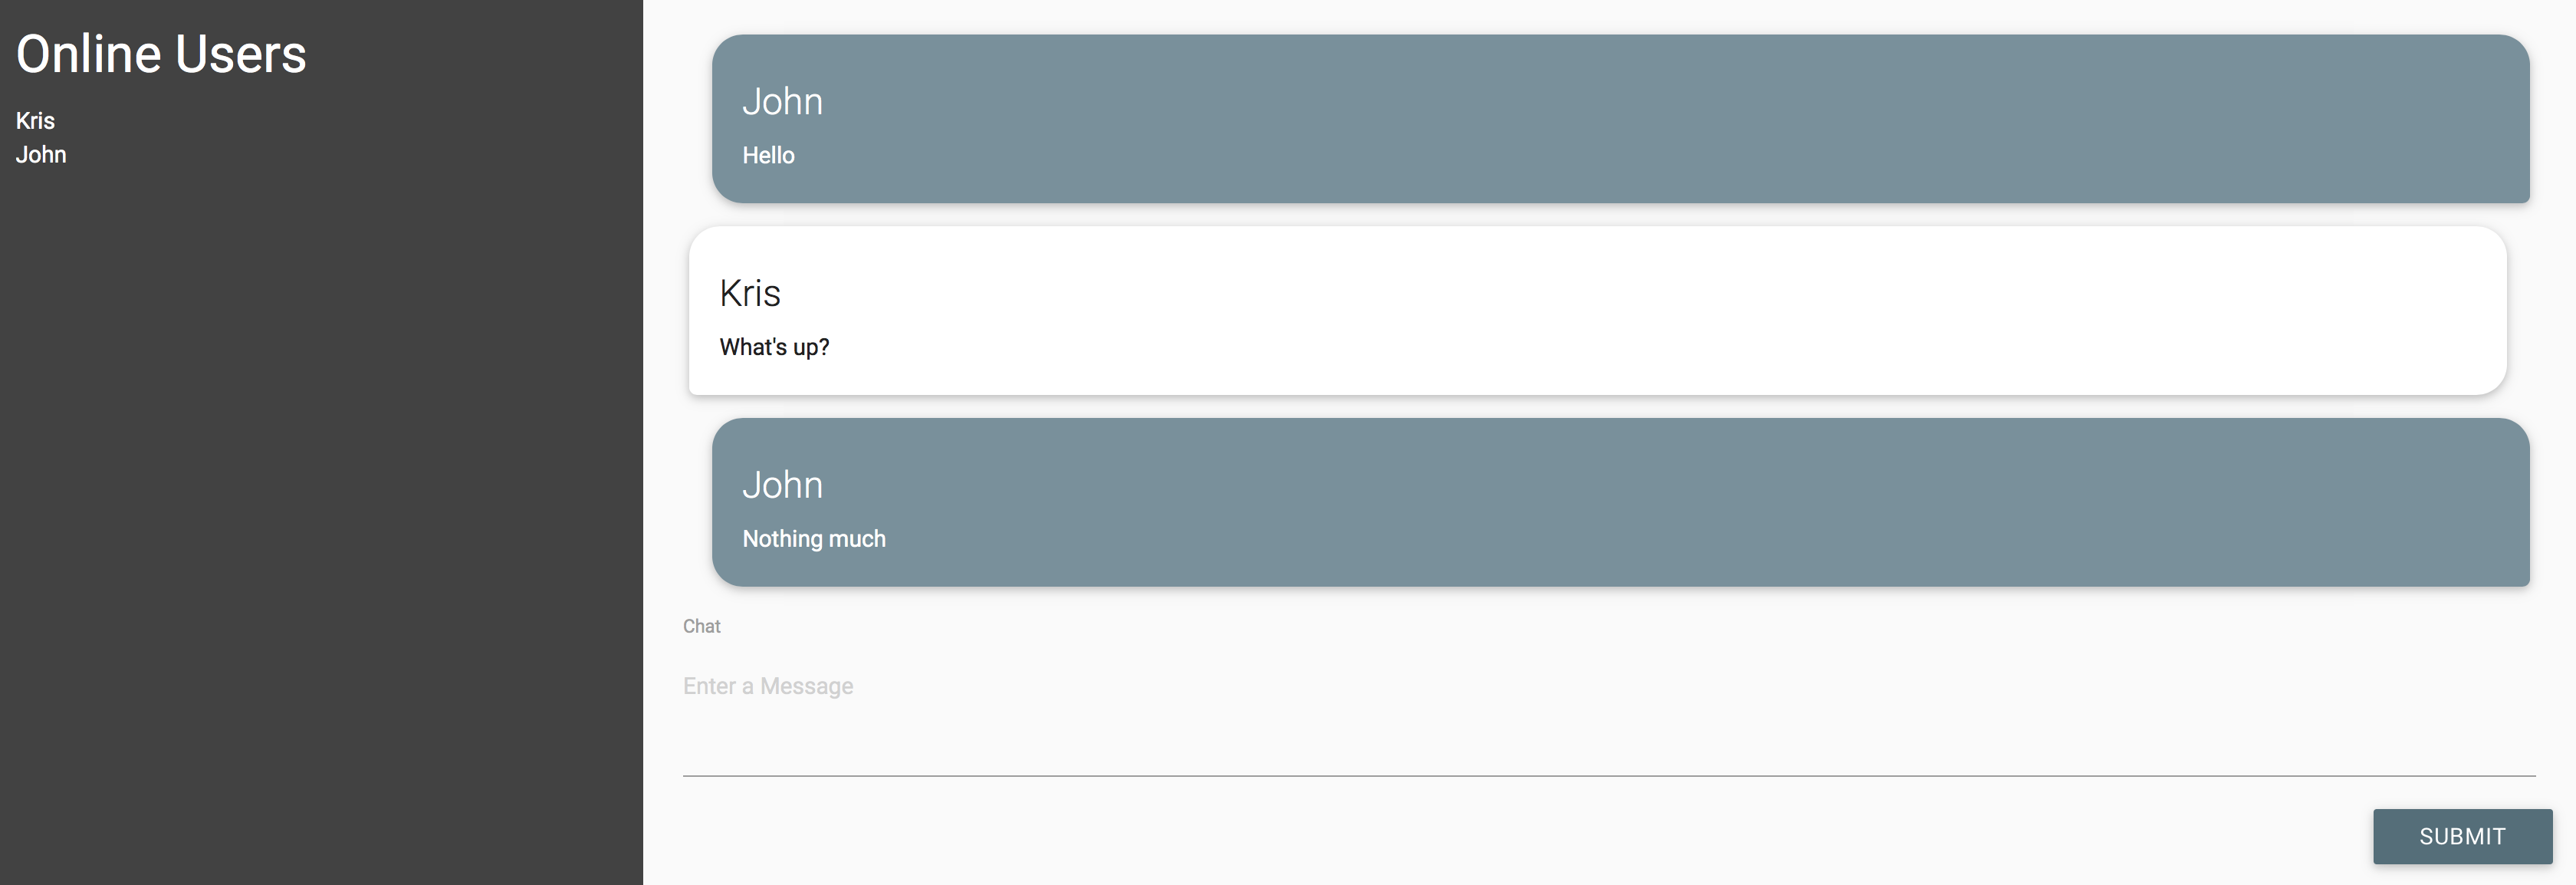 Online Users
Kris
John
John
Hello
Kris
What's up?
John
Nothing much
Chat
Enter a Message
SUBMIT